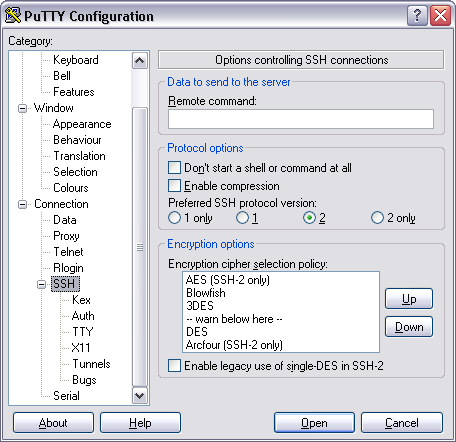 PuTTY Configuration
Category:
Keyboard
Bell
Features
Window
Appearance
Behaviour
Translation
Selection
Colours
Connection
Data
Proxy
Telnet
Rlogin
SSH
Kex
Auth
TTY
X11
Tunnels
Bugs
Serial
Options controlling SSH connections
Data to send to the server
Remote command:
Protocol options
Don't start a shell or command at all
Enable compression
Preferred SSH protocol version:
1 only 1 2 2 only
Encryption options
Encryption cipher selection policy:
AES (SSH-2 only)
Blowfish
3DES
-- warn below here --
DES
Arcfour (SSH-2 only)
Up
Down
Enable legacy use of single-DES in SSH-2
About Help Open Cancel